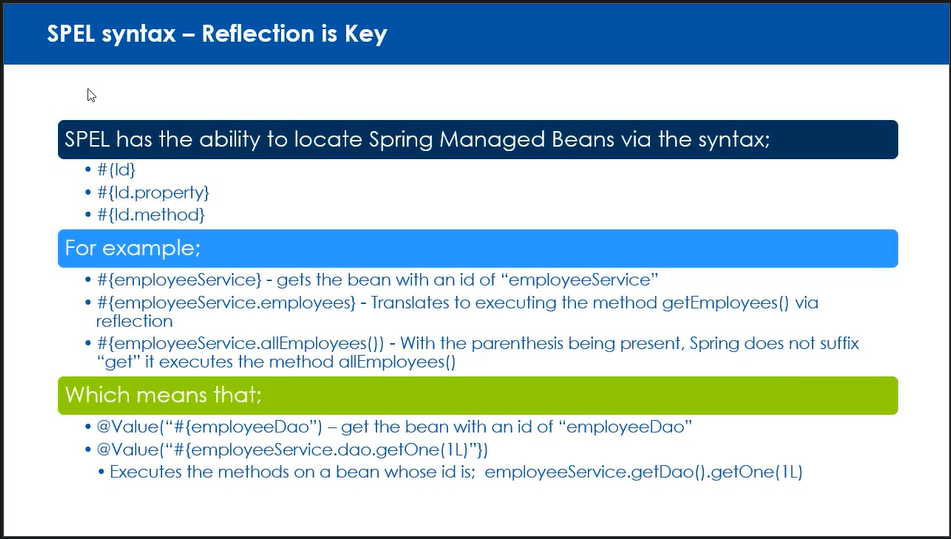 SPEL syntax – Reflection is Key
SPEL has the ability to locate Spring Managed Beans via the syntax;
• #(Id}
• #{Id.property}
• #{Id.method}
For example;
• #{employeeService} - gets the bean with an id of “employeeService”
• #{employeeService.employees} - Translates to executing the method getEmployees() via
reflection
• #{employeeService.allEmployees()) - With the parenthesis being present, Spring does not suffix
“get” it executes the method allEmployees()
Which means that;
• @Value(“#{employeeDao”) – get the bean with an id of “employeeDao”
• @Value(“#{employeeService.dao.getOne(1L)”})
• Executes the methods on a bean whose id is; employeeService.getDao().getOne(1L)